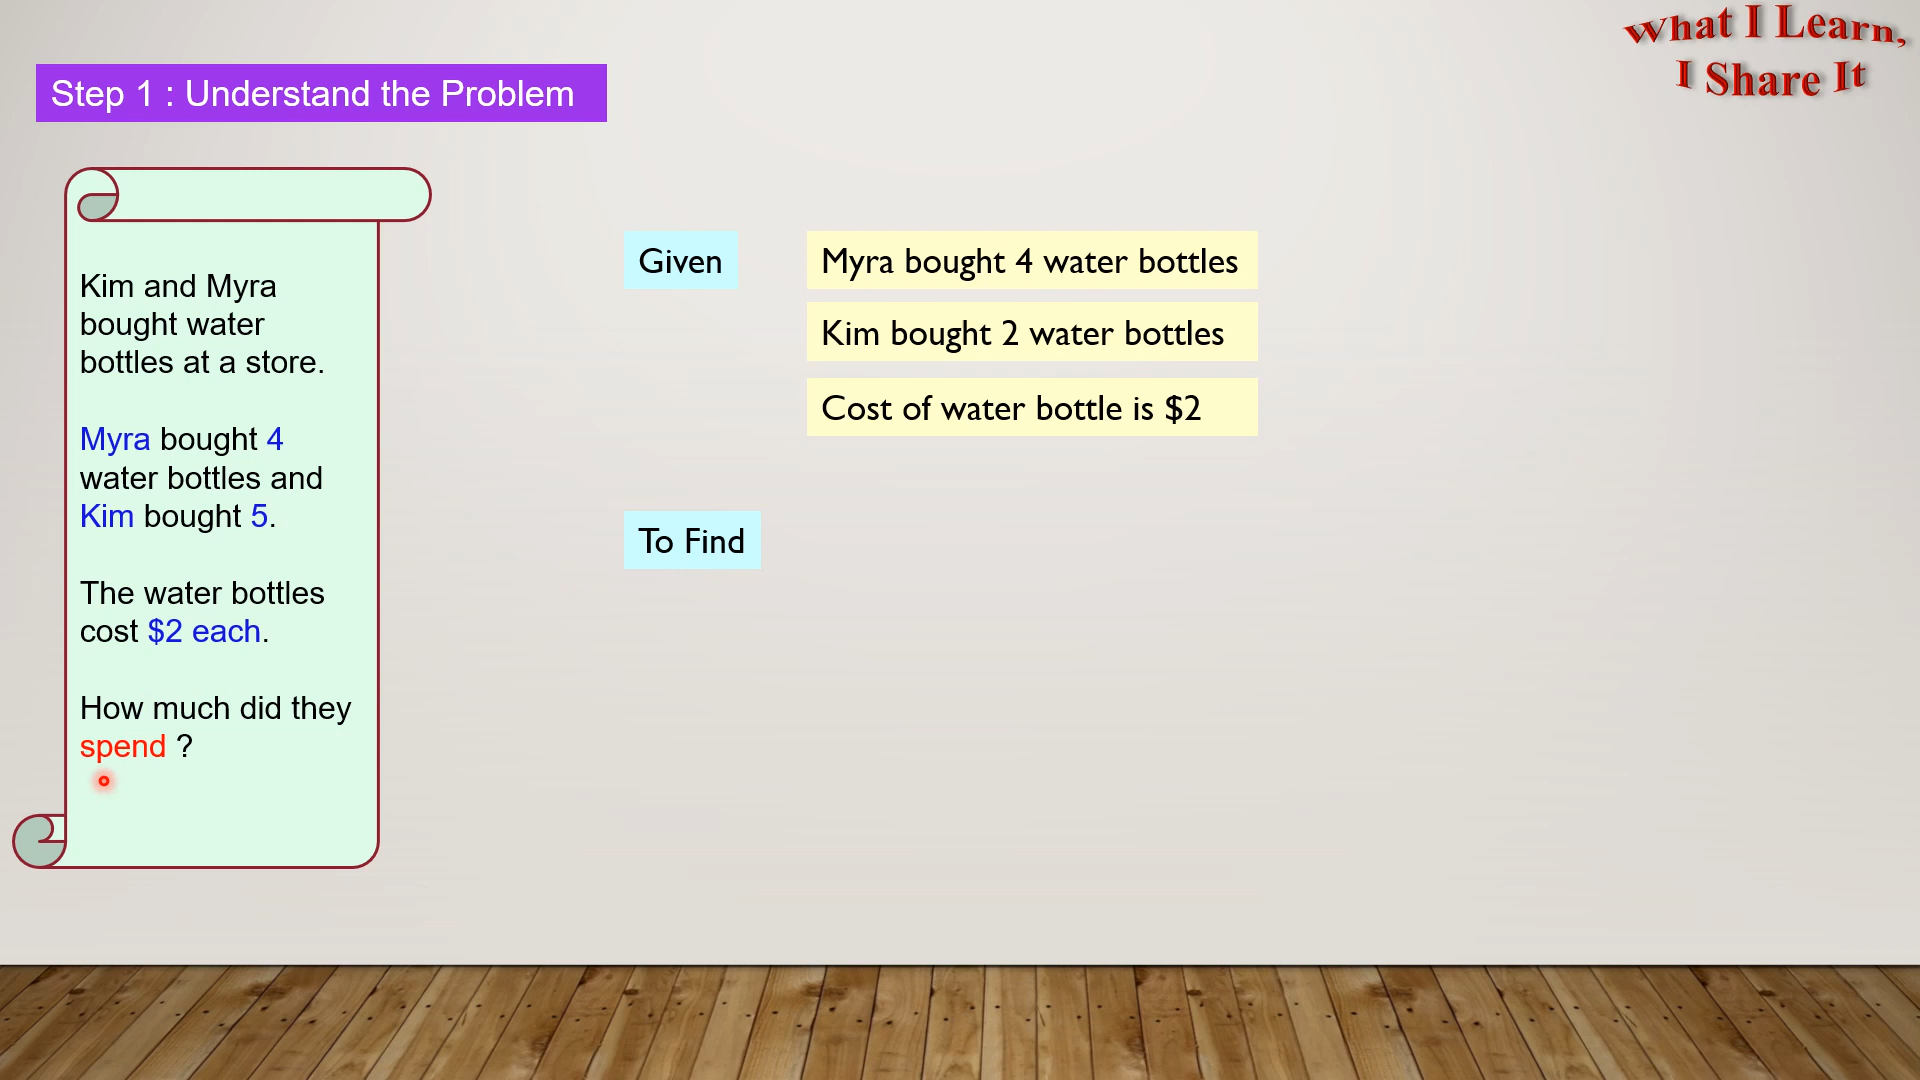 What I Learn,
I Share It
Step 1 : Understand the Problem
Kim and Myra
bought water
bottles at a store.
Myra bought 4
water bottles and
Kim bought 5.
The water bottles
cost $2 each.
How much did they
spend ?
Given
Myra bought 4 water bottles
Kim bought 2 water bottles
Cost of water bottle is $2
To Find